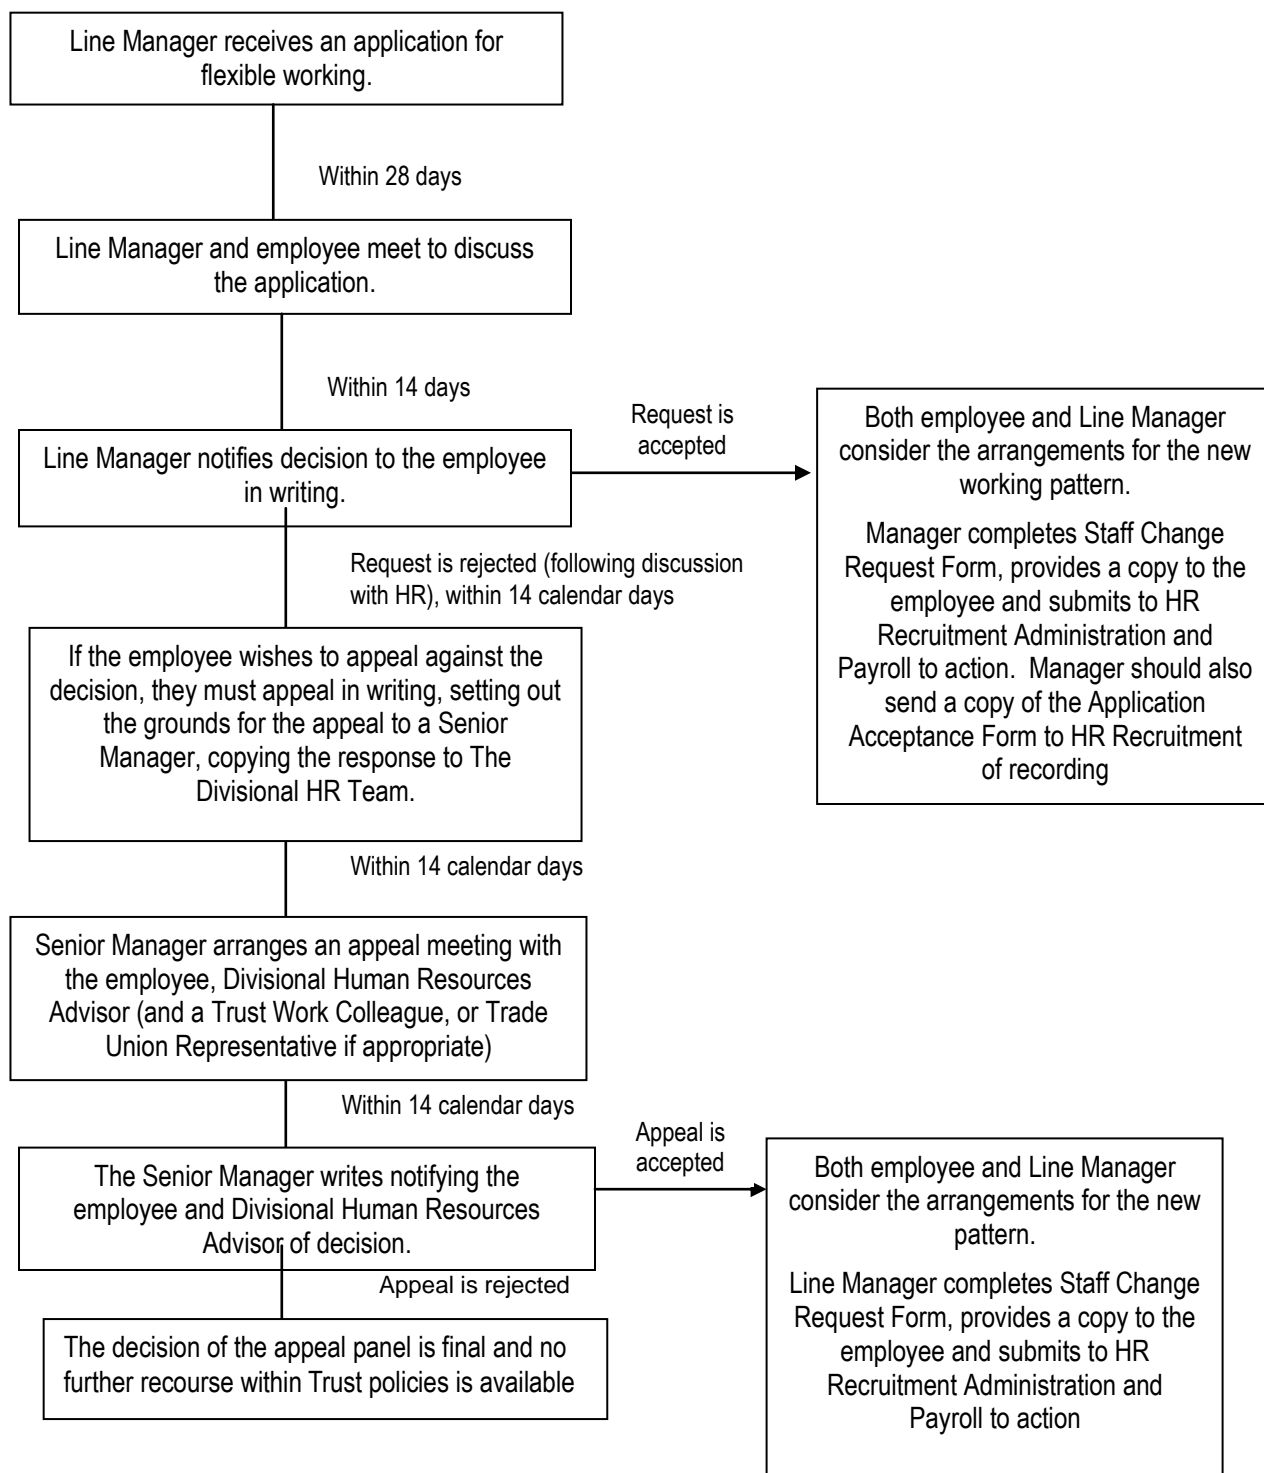 Line Manager receives an application for
flexible working.
Within 28 days
Line Manager and employee meet to discuss
the application.
Within 14 days
Line Manager notifies decision to the employee
in writing.
Request is
accepted
Both employee and Line Manager
consider the arrangements for the new
working pattern.
Manager completes Staff Change
Request Form, provides a copy to the
employee and submits to HR
Recruitment Administration and
Payroll to action.  Manager should also
send a copy of the Application
Acceptance Form to HR Recruitment
of recording
Request is rejected (following discussion
with HR), within 14 calendar days
If the employee wishes to appeal against the
decision, they must appeal in writing, setting out
the grounds for the appeal to a Senior
Manager, copying the response to The
Divisional HR Team.
Within 14 calendar days
Senior Manager arranges an appeal meeting with
the employee, Divisional Human Resources
Advisor (and a Trust Work Colleague, or Trade
Union Representative if appropriate)
Within 14 calendar days
The Senior Manager writes notifying the
employee and Divisional Human Resources
Advisor of decision.
Appeal is
accepted
Both employee and Line Manager
consider the arrangements for the new
pattern.
Line Manager completes Staff Change
Request Form, provides a copy to the
employee and submits to HR
Recruitment Administration and
Payroll to action
Appeal is rejected
The decision of the appeal panel is final and no
further recourse within Trust policies is available